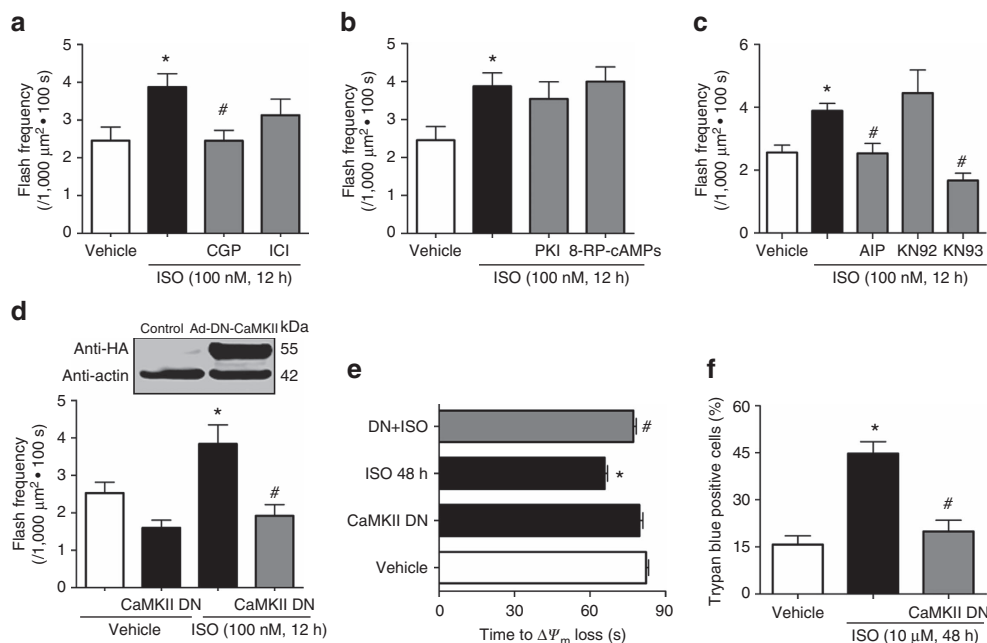 a
Flash frequency
(/1,000 μm² • 100 s)
5
4
3
2
1
0
*
#
Vehicle
CGP
ICI
ISO (100 nM, 12 h)
b
Flash frequency
(/1,000 μm² • 100 s)
5
4
3
2
1
0
*
Vehicle
PKI
8-RP-cAMPs
ISO (100 nM, 12 h)
c
Flash frequency
(/1,000 μm² • 100 s)
6
4
2
0
*
#
#
Vehicle
AIP
KN92
KN93
ISO (100 nM, 12 h)
d
Control
Ad-DN-CaMKII
kDa
Anti-HA
55
Anti-actin
42
Flash frequency
(/1,000 μm² • 100 s)
5
4
3
2
1
0
*
#
CaMKII DN
CaMKII DN
Vehicle
ISO (100 nM, 12 h)
e
DN+ISO
#
ISO 48 h
*
CaMKII DN
Vehicle
0
30
60
90
Time to ΔΨm loss (s)
f
Trypan blue positive cells (%)
60
45
30
15
0
*
#
Vehicle
CaMKII DN
ISO (10 μM, 48 h)